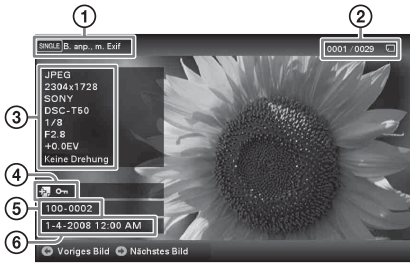 1
2
SINGLE B. anp., m. Exif
0001 /0029
3
JPEG
2304x1728
SONY
DSC-T50
1/8
F2.8
+0.0EV
Keine Drehung
4
5
100-0002
6
1-4-2008 12:00 AM
Voriges Bild Nächstes Bild